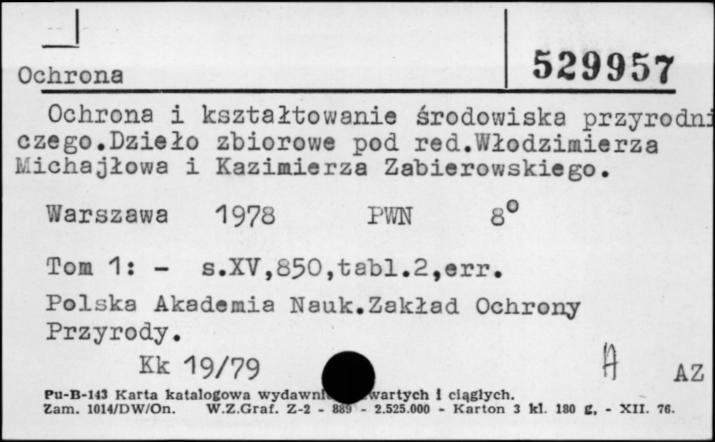 529957
Ochrona
Ochrona i kształtowanie środowiska przyrodni
czego.Dzieło zbiorowe pod red.Włodzimierza
Michajłowa i Kazimierza Zabierowskiego.
Warszawa 1978 PWN 8°
Tom 1: - s.XV,850,tabl.2,err.
Polska Akademia Nauk.Zakład Ochrony
Przyrody.
Kk 19/79 A AZ
Pu-B-143 Karta katalogowa i ciągłych.
Zam. 1014/DW/On. W.Z.Graf. Z-2 - 889 - 2.525.000 - Karton 3 kl. 180 g, - XII. 76.